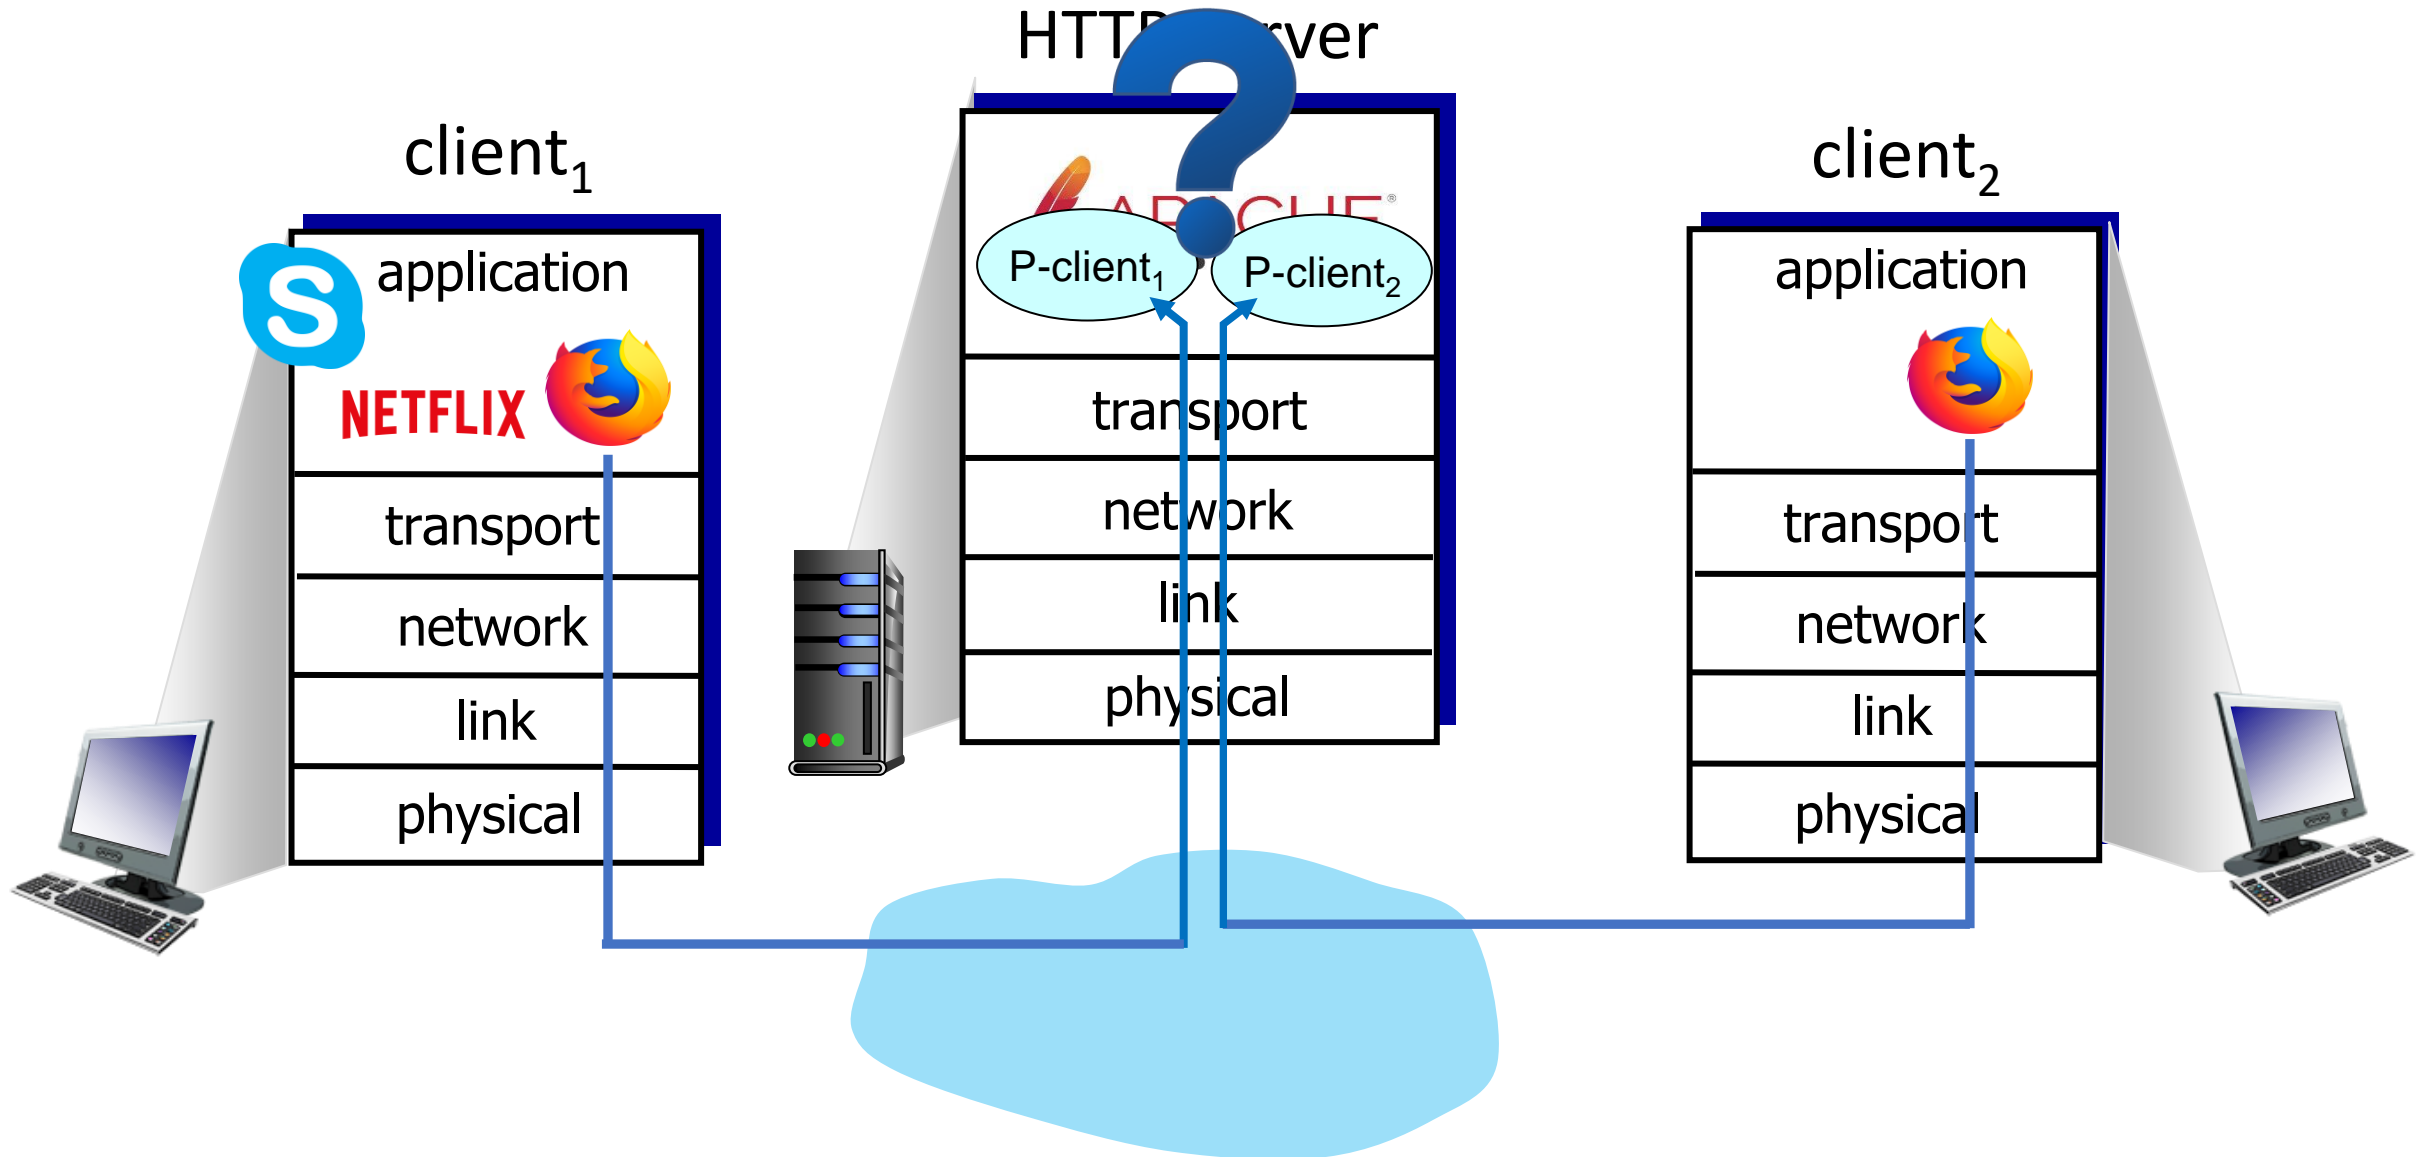 HTTP server
client1
client2
application
NETFLIX
transport
network
link
physical
APACHE®
P-client1
P-client2
transport
network
link
physical
application
transport
network
link
physical